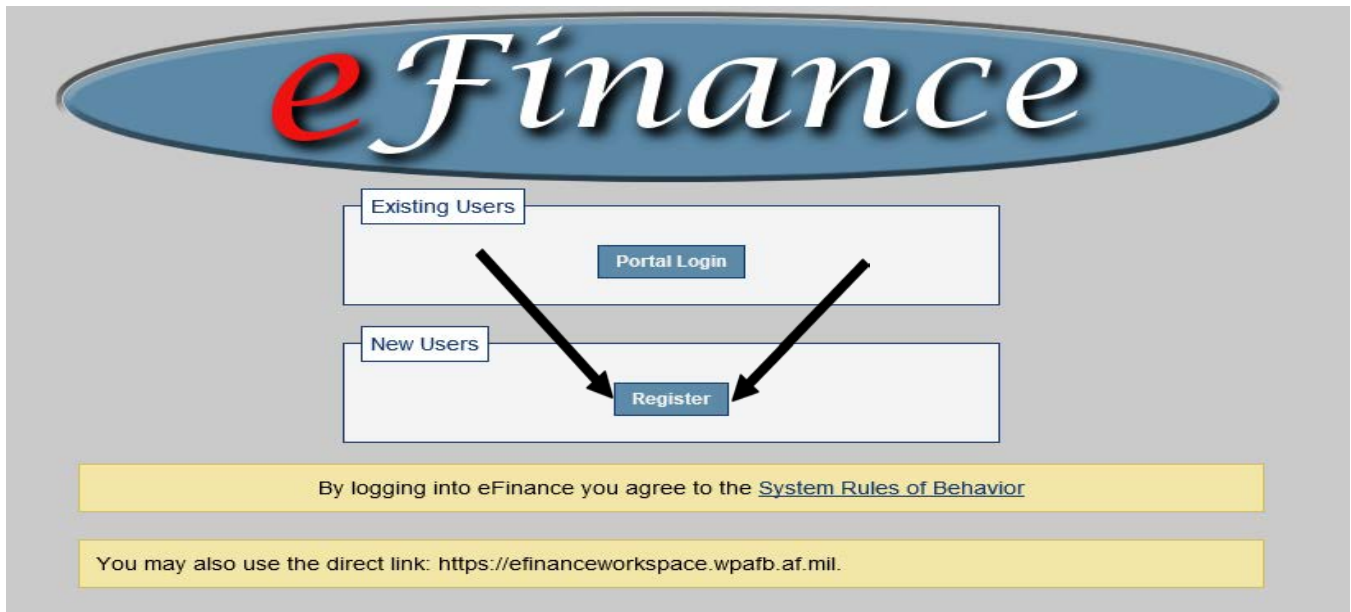 eFinance
Existing Users
Portal Login
New Users
Register
By logging into eFinance you agree to the System Rules of Behavior
You may also use the direct link: https://efinanceworkspace.wpafb.af.mil.